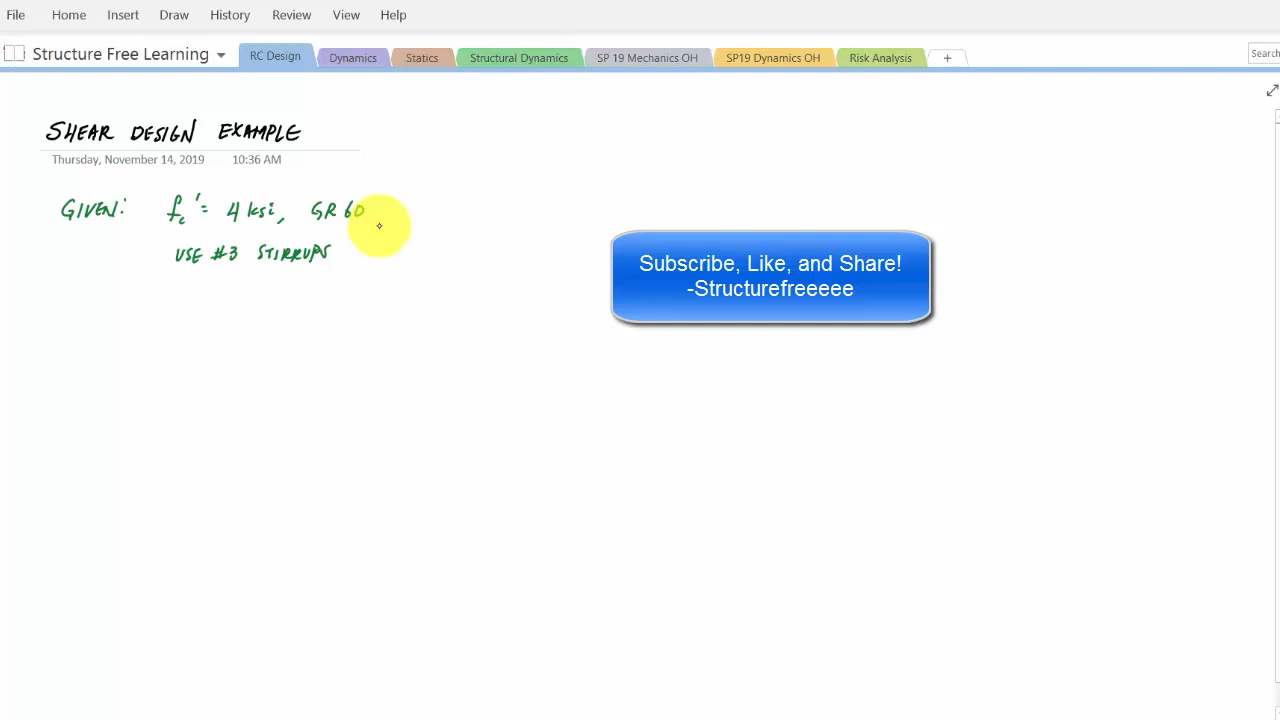 File Home Insert Draw History Review View Help
Structure Free Learning RC Design Dynamics Statics Structural Dynamics SP 19 Mechanics OH SP19 Dynamics OH Risk Analysis + Search
SHEAR DESIGN EXAMPLE
Thursday, November 14, 2019 10:36 AM
GIVEN: fc' = 4 ksi, GR 60
USE #3 STIRRUPS
Subscribe, Like, and Share!
-Structurefreeeee